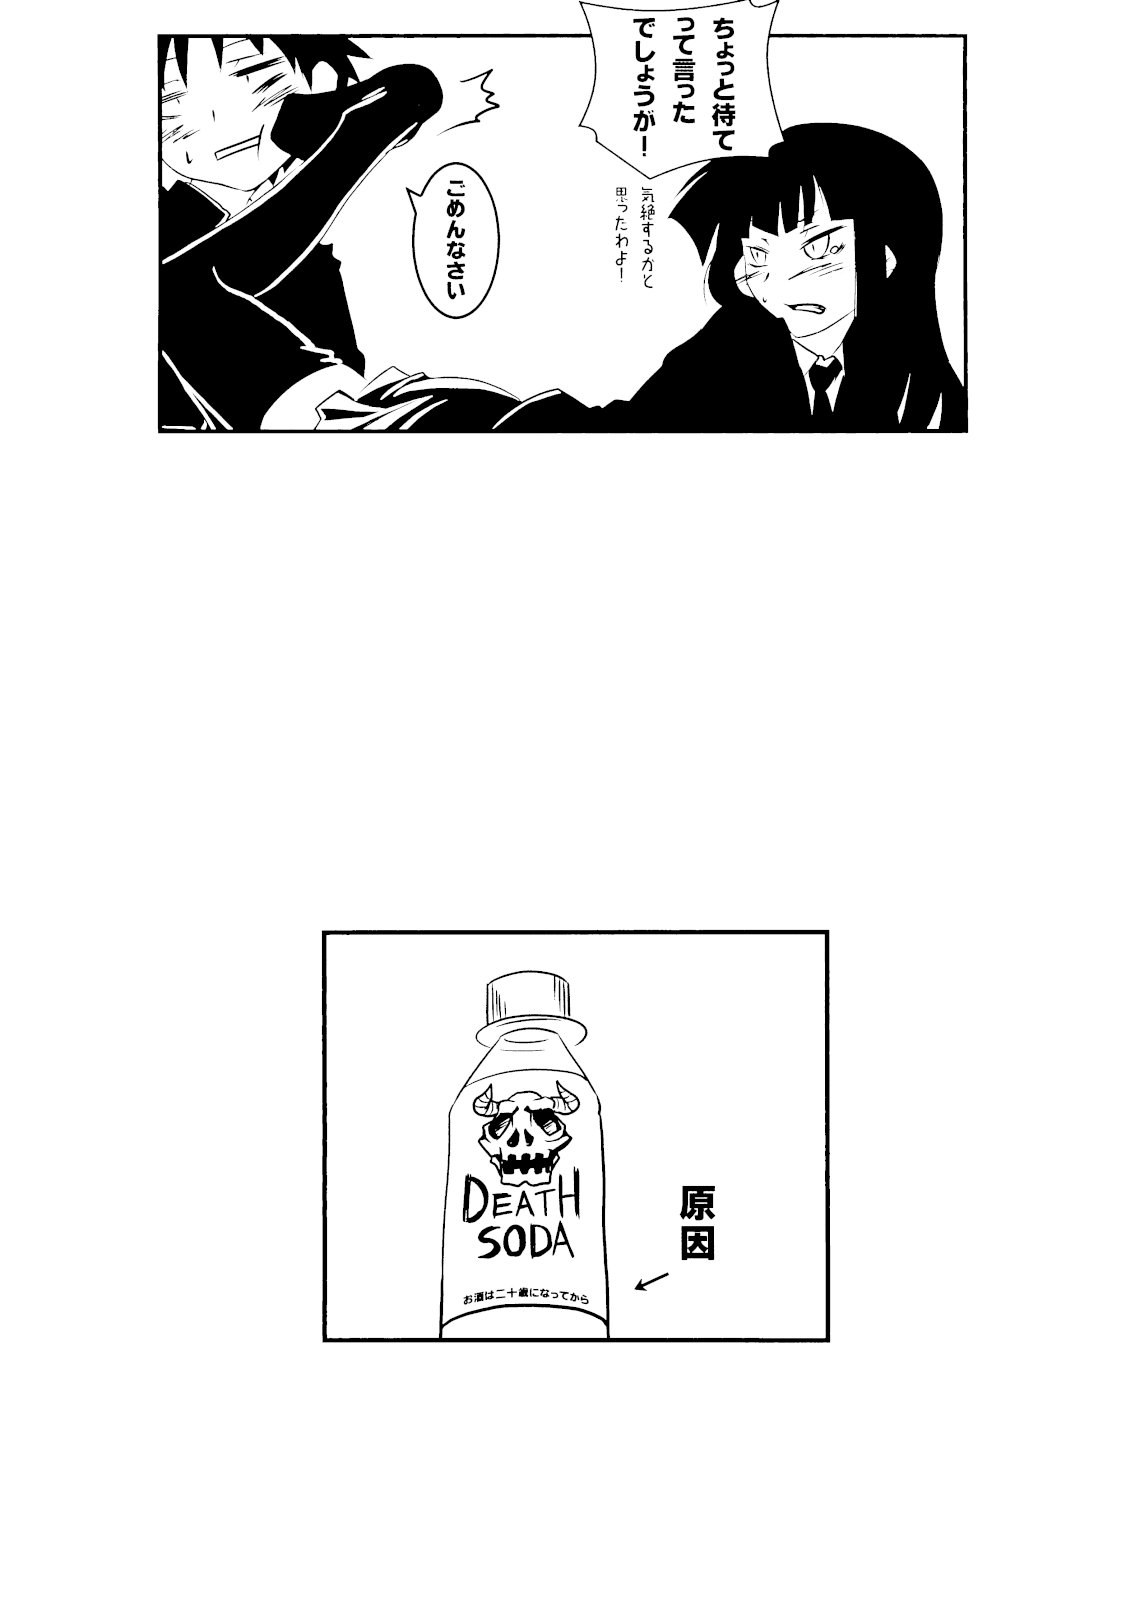 ちょっと待て
って言った
でしょうが!
気絶するかと
思ったわよ!
ごめんなさい
DEATH
SODA
お酒は二十歳になってから
原因